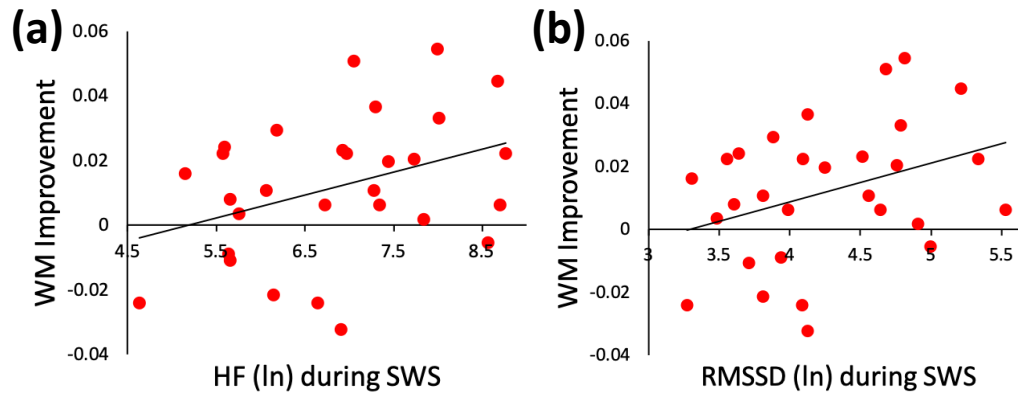 (a)
WM Improvement
0.06
0.04
0.02
0
-0.02
-0.04
4.5 5.5 6.5 7.5 8.5
HF (ln) during SWS
(b)
WM Improvement
0.06
0.04
0.02
0
-0.02
-0.04
3 3.5 4 4.5 5 5.5
RMSSD (ln) during SWS